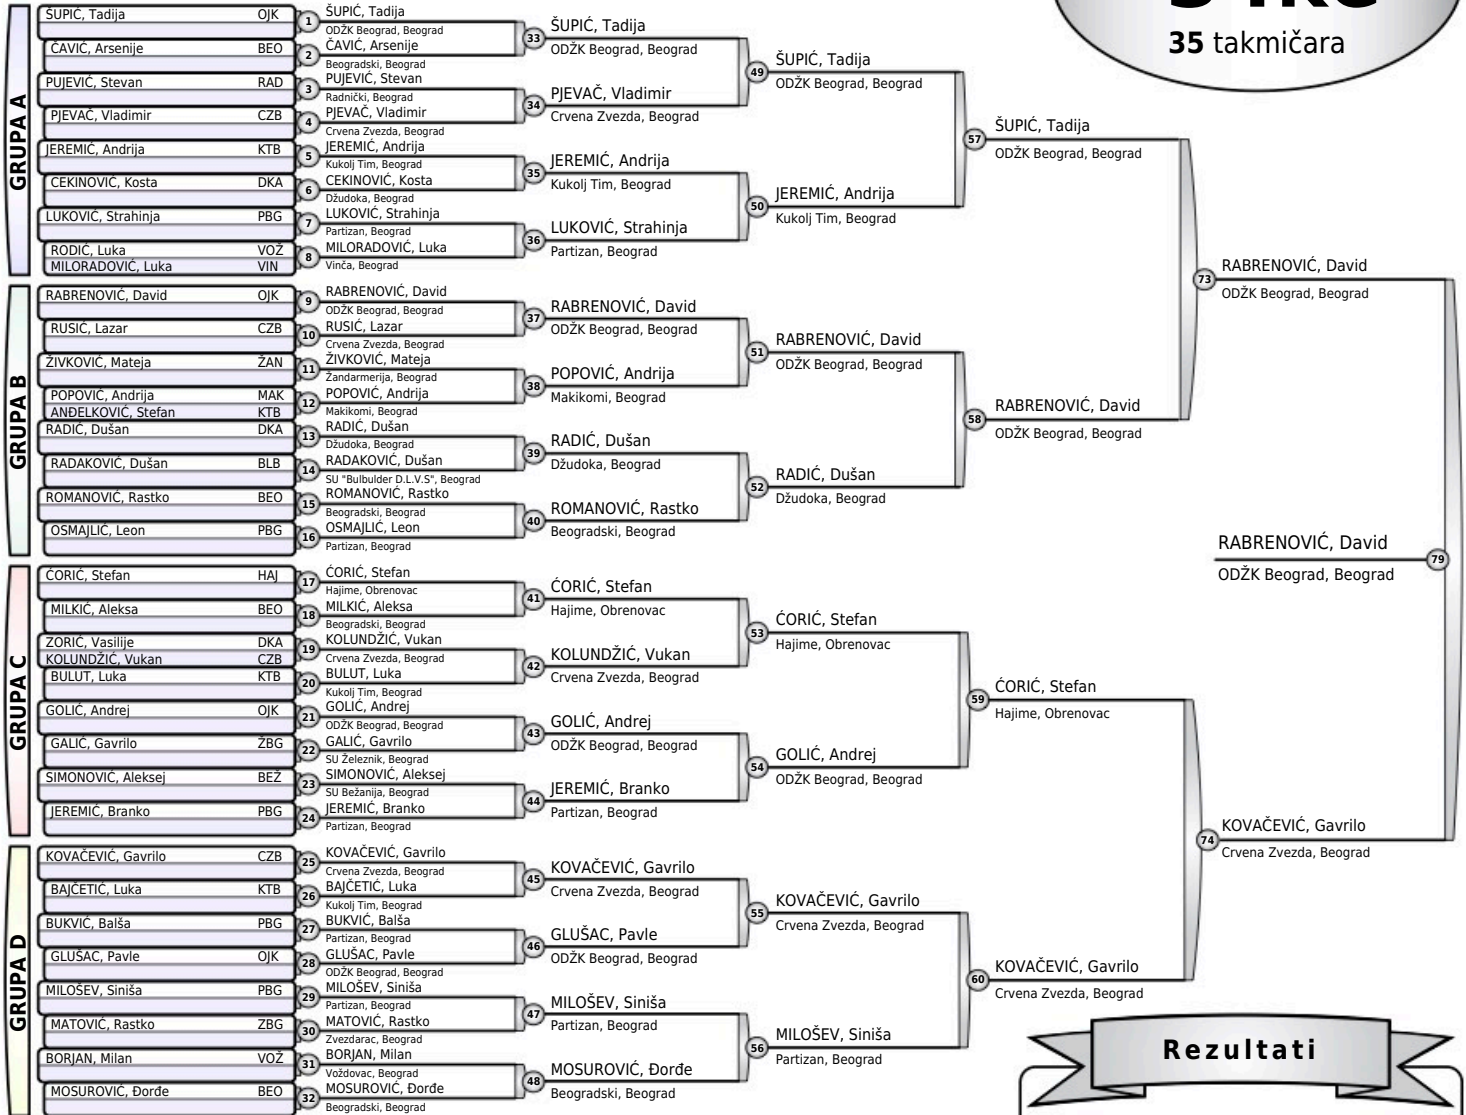 35 takmičara
GRUPA A
ŠUPIĆ, Tadija OJK
ČAVIĆ, Arsenije BEO
PUJEVIĆ, Stevan RAD
PJEVAČ, Vladimir CZB
JEREMIĆ, Andrija KTB
CEKINOVIĆ, Kosta DKA
LUKOVIĆ, Strahinja PBG
RODIĆ, Luka VOŽ
MILORADOVIĆ, Luka VIN
GRUPA B
RABRENOVIĆ, David OJK
RUSIĆ, Lazar CZB
ŽIVKOVIĆ, Mateja ŽAN
POPOVIĆ, Andrija MAK
ANĐELKOVIĆ, Stefan KTB
RADIĆ, Dušan DKA
RADAKOVIĆ, Dušan BLB
ROMANOVIĆ, Rastko BEO
OSMAJLIĆ, Leon PBG
GRUPA C
ĆORIĆ, Stefan HAJ
MILKIĆ, Aleksa BEO
ZORIĆ, Vasilije DKA
KOLUNDŽIĆ, Vukan CZB
BULUT, Luka KTB
GOLIĆ, Andrej OJK
GALIĆ, Gavrilo ŽBG
SIMONOVIĆ, Aleksej BEŽ
JEREMIĆ, Branko PBG
GRUPA D
KOVAČEVIĆ, Gavrilo CZB
BAJČETIĆ, Luka KTB
BUKVIĆ, Balša PBG
GLUŠAC, Pavle OJK
MILOŠEV, Siniša PBG
MATOVIĆ, Rastko ZBG
BORJAN, Milan VOŽ
MOSUROVIĆ, Đorđe BEO
1 ŠUPIĆ, Tadija
ODŽK Beograd, Beograd
2 ČAVIĆ, Arsenije
Beogradski, Beograd
3 PUJEVIĆ, Stevan
Radnički, Beograd
4 PJEVAČ, Vladimir
Crvena Zvezda, Beograd
5 JEREMIĆ, Andrija
Kukolj Tim, Beograd
6 CEKINOVIĆ, Kosta
Džudoka, Beograd
7 LUKOVIĆ, Strahinja
Partizan, Beograd
8 MILORADOVIĆ, Luka
Vinča, Beograd
9 RABRENOVIĆ, David
ODŽK Beograd, Beograd
10 RUSIĆ, Lazar
Crvena Zvezda, Beograd
11 ŽIVKOVIĆ, Mateja
Žandarmerija, Beograd
12 POPOVIĆ, Andrija
Makikomi, Beograd
13 RADIĆ, Dušan
Džudoka, Beograd
14 RADAKOVIĆ, Dušan
SU "Bulbulder D.L.V.S", Beograd
15 ROMANOVIĆ, Rastko
Beogradski, Beograd
16 OSMAJLIĆ, Leon
Partizan, Beograd
17 ĆORIĆ, Stefan
Hajime, Obrenovac
18 MILKIĆ, Aleksa
Beogradski, Beograd
19 KOLUNDŽIĆ, Vukan
Crvena Zvezda, Beograd
20 BULUT, Luka
Kukolj Tim, Beograd
21 GOLIĆ, Andrej
ODŽK Beograd, Beograd
22 GALIĆ, Gavrilo
SU Železnik, Beograd
23 SIMONOVIĆ, Aleksej
SU Bežanija, Beograd
24 JEREMIĆ, Branko
Partizan, Beograd
25 KOVAČEVIĆ, Gavrilo
Crvena Zvezda, Beograd
26 BAJČETIĆ, Luka
Kukolj Tim, Beograd
27 BUKVIĆ, Balša
Partizan, Beograd
28 GLUŠAC, Pavle
ODŽK Beograd, Beograd
29 MILOŠEV, Siniša
Partizan, Beograd
30 MATOVIĆ, Rastko
Zvezdarac, Beograd
31 BORJAN, Milan
Voždovac, Beograd
32 MOSUROVIĆ, Đorđe
Beogradski, Beograd
33 ŠUPIĆ, Tadija
ODŽK Beograd, Beograd
34 PJEVAČ, Vladimir
Crvena Zvezda, Beograd
35 JEREMIĆ, Andrija
Kukolj Tim, Beograd
36 LUKOVIĆ, Strahinja
Partizan, Beograd
37 RABRENOVIĆ, David
ODŽK Beograd, Beograd
38 POPOVIĆ, Andrija
Makikomi, Beograd
39 RADIĆ, Dušan
Džudoka, Beograd
40 ROMANOVIĆ, Rastko
Beogradski, Beograd
41 ĆORIĆ, Stefan
Hajime, Obrenovac
42 KOLUNDŽIĆ, Vukan
Crvena Zvezda, Beograd
43 GOLIĆ, Andrej
ODŽK Beograd, Beograd
44 JEREMIĆ, Branko
Partizan, Beograd
45 KOVAČEVIĆ, Gavrilo
Crvena Zvezda, Beograd
46 GLUŠAC, Pavle
ODŽK Beograd, Beograd
47 MILOŠEV, Siniša
Partizan, Beograd
48 MOSUROVIĆ, Đorđe
Beogradski, Beograd
49 ŠUPIĆ, Tadija
ODŽK Beograd, Beograd
50 JEREMIĆ, Andrija
Kukolj Tim, Beograd
51 RABRENOVIĆ, David
ODŽK Beograd, Beograd
52 RADIĆ, Dušan
Džudoka, Beograd
53 ĆORIĆ, Stefan
Hajime, Obrenovac
54 GOLIĆ, Andrej
ODŽK Beograd, Beograd
55 KOVAČEVIĆ, Gavrilo
Crvena Zvezda, Beograd
56 MILOŠEV, Siniša
Partizan, Beograd
57 ŠUPIĆ, Tadija
ODŽK Beograd, Beograd
58 RABRENOVIĆ, David
ODŽK Beograd, Beograd
59 ĆORIĆ, Stefan
Hajime, Obrenovac
60 KOVAČEVIĆ, Gavrilo
Crvena Zvezda, Beograd
73 RABRENOVIĆ, David
ODŽK Beograd, Beograd
74 KOVAČEVIĆ, Gavrilo
Crvena Zvezda, Beograd
RABRENOVIĆ, David
79
ODŽK Beograd, Beograd
Rezultati